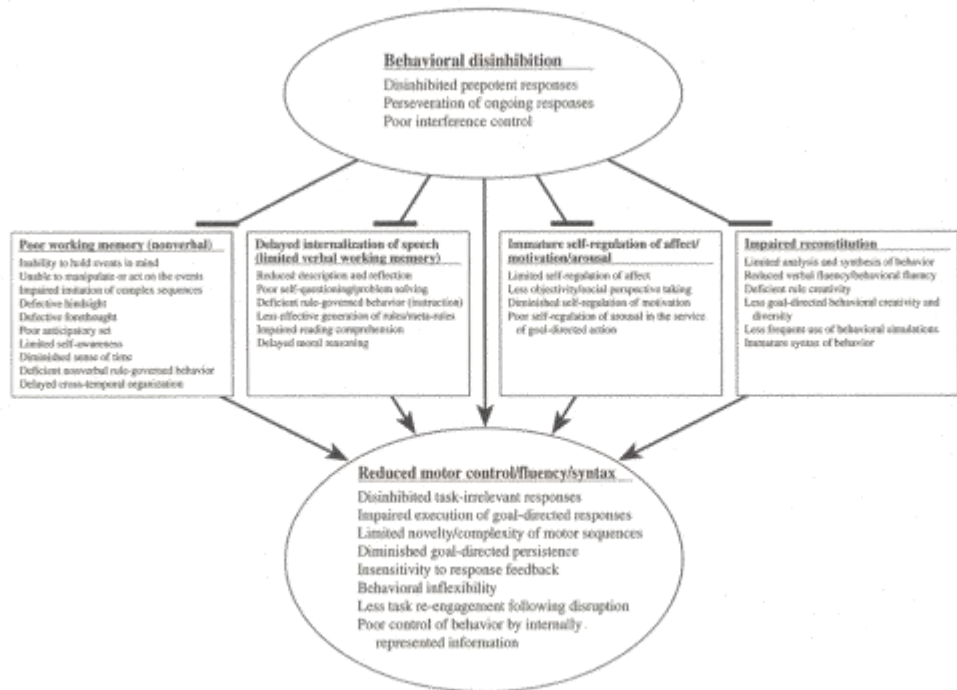 Behavioral disinhibition
Disinhibited prepotent responses
Perseveration of ongoing responses
Poor interference control
Poor working memory (nonverbal)
Inability to hold events in mind
Unable to manipulate or act on the events
Impaired imitation of complex sequences
Defective hindsight
Defective forethought
Poor anticipatory set
Limited self-awareness
Diminished sense of time
Deficient nonverbal rule-governed behavior
Delayed cross-temporal organization
Delayed internalization of speech
(limited verbal working memory)
Reduced description and reflection
Poor self-questioning/problem solving
Deficient rule-governed behavior (instruction)
Less effective generation of rules/meta-rules
Impaired reading comprehension
Delayed moral reasoning
Immature self-regulation of affect/
motivation/arousal
Limited self-regulation of affect
Less objectivity/social perspective taking
Diminished self-regulation of motivation
Poor self-regulation of arousal in the service
of goal-directed action
Impaired reconstitution
Limited analysis and synthesis of behavior
Reduced verbal fluency/behavioral fluency
Deficient rule creativity
Less goal-directed behavioral creativity and
diversity
Less frequent use of behavioral simulations
Immature syntax of behavior
Reduced motor control/fluency/syntax
Disinhibited task-irrelevant responses
Impaired execution of goal-directed responses
Limited novelty/complexity of motor sequences
Diminished goal-directed persistence
Insensitivity to response feedback
Behavioral inflexibility
Less task re-engagement following disruption
Poor control of behavior by internally
represented information